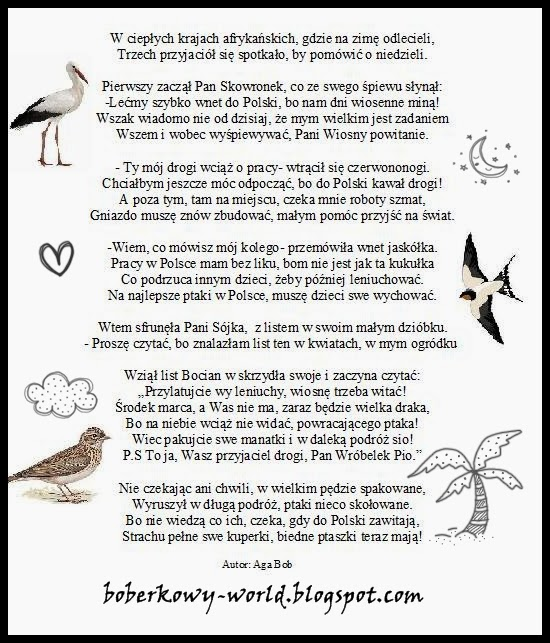 W ciepłych krajach afrykańskich, gdzie na zimę odlecieli,
Trzech przyjaciół się spotkało, by pomówić o niedzieli.
Pierwszy zaczął Pan Skowronek, co ze swego śpiewu słynął:
-Lećmy szybko wnet do Polski, bo nam dni wiosenne miną!
Wszak wiadomo nie od dzisiaj, że mym wielkim jest zadaniem
Wszem i wobec wyśpiewywać, Pani Wiosny powitanie.
- Ty mój drogi wciąż o pracy- wtrącił się czerwononogi.
Chciałbym jeszcze móc odpocząć, bo do Polski kawał drogi!
A poza tym, tam na miejscu, czeka mnie roboty szmat,
Gniazdo muszę znów zbudować, małym pomóc przyjść na świat.
-Wiem, co mówisz mój kolego- przemówiła wnet jaskółka.
Pracy w Polsce mam bez liku, bom nie jest jak ta kukułka
Co podrzuca innym dzieci, żeby później leniuchować.
Na najlepsze ptaki w Polsce, muszę dzieci swe wychować.
Wtem sfrunęła Pani Sójka, z listem w swoim małym dzióbku.
- Proszę czytać, bo znalazłam list ten w kwiatach, w mym ogródku
Wziął list Bocian w skrzydła swoje i zaczyna czytać:
„Przylatujcie wy leniuchy, wiosnę trzeba witać!
Środek marca, a Was nie ma, zaraz będzie wielka draka,
Bo na niebie wciąż nie widać, powracającego ptaka!
Wiec pakujcie swe manatki i w daleką podróż sio!
P.S To ja, Wasz przyjaciel drogi, Pan Wróbelek Pio.”
Nie czekając ani chwili, w wielkim pędzie spakowane,
Wyruszył w długą podróż, ptaki nieco skołowane.
Bo nie wiedzą co ich, czeka, gdy do Polski zawitają,
Strachu pełne swe kuperki, biedne ptaszki teraz mają!
Autor: Aga Bob
boberkowy-world.blogspot.com